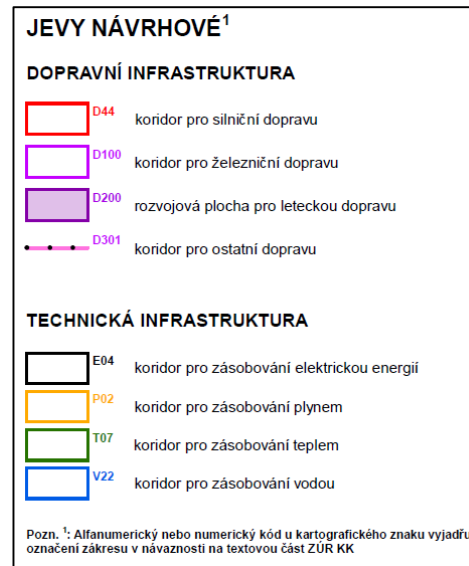 JEVY NÁVRHOVÉ¹
DOPRAVNÍ INFRASTRUKTURA
D44 koridor pro silniční dopravu
D100 koridor pro železniční dopravu
D200 rozvojová plocha pro leteckou dopravu
D301 koridor pro ostatní dopravu
TECHNICKÁ INFRASTRUKTURA
E04 koridor pro zásobování elektrickou energií
P02 koridor pro zásobování plynem
T07 koridor pro zásobování teplem
V22 koridor pro zásobování vodou
Pozn. ¹: Alfanumerický nebo numerický kód u kartografického znaku vyjadřu
označení zákresu v návaznosti na textovou část ZÚR KK